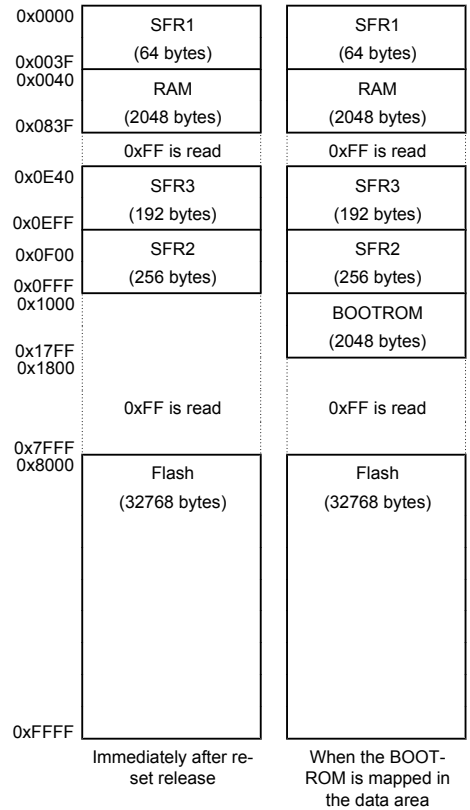 0x0000
SFR1
(64 bytes)
SFR1
(64 bytes)
0x003F
0x0040
RAM
(2048 bytes)
RAM
(2048 bytes)
0x083F
0xFF is read
0xFF is read
0x0E40
SFR3
(192 bytes)
SFR3
(192 bytes)
0x0EFF
0x0F00
SFR2
(256 bytes)
SFR2
(256 bytes)
0x0FFF
0x1000
BOOTROM
(2048 bytes)
0x17FF
0x1800
0xFF is read
0xFF is read
0x7FFF
0x8000
Flash
(32768 bytes)
Flash
(32768 bytes)
0xFFFF
Immediately after re-
set release
When the BOOT-
ROM is mapped in
the data area